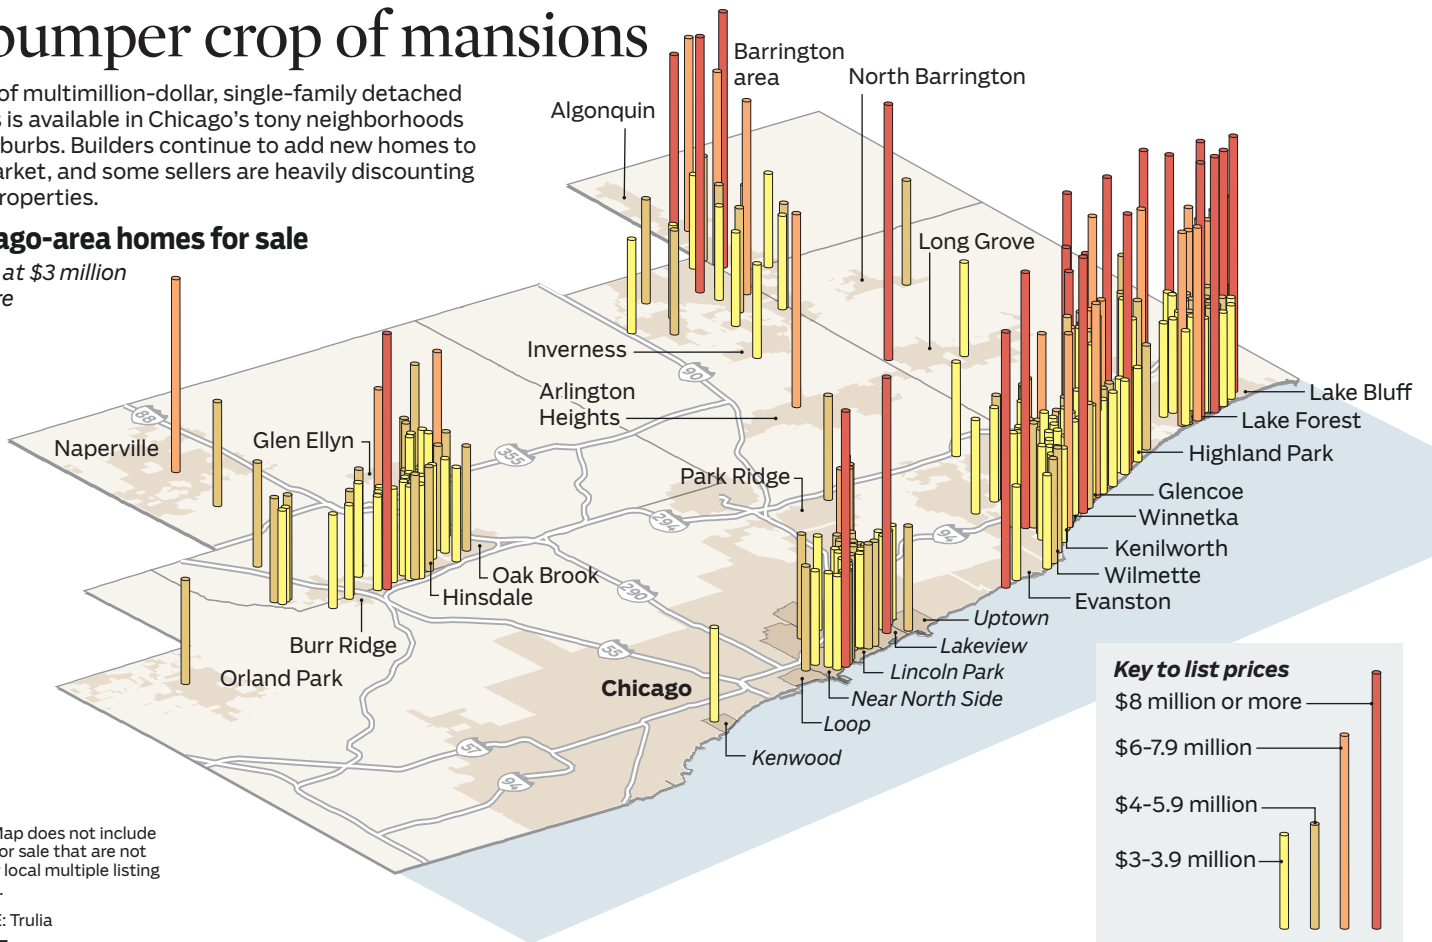 bumper crop of mansions
of multimillion-dollar, single-family detached
s is available in Chicago's tony neighborhoods
burbs. Builders continue to add new homes to
arket, and some sellers are heavily discounting
roperties.
ago-area homes for sale
at $3 million
re
Barrington
area
North Barrington
Algonquin
Long Grove
Inverness
90
Arlington
Heights
Lake Bluff
88
Naperville
Glen Ellyn
Lake Forest
355
Highland Park
Park Ridge
Glencoe
294
Winnetka
94
Kenilworth
Oak Brook
Wilmette
Hinsdale
290
Evanston
Uptown
Burr Ridge
55
Lakeview
Orland Park
Lincoln Park
Chicago
Near North Side
Loop
57
Kenwood
94
Key to list prices
$8 million or more
$6-7.9 million
$4-5.9 million
$3-3.9 million
Map does not include
or sale that are not
local multiple listing
.
E: Trulia